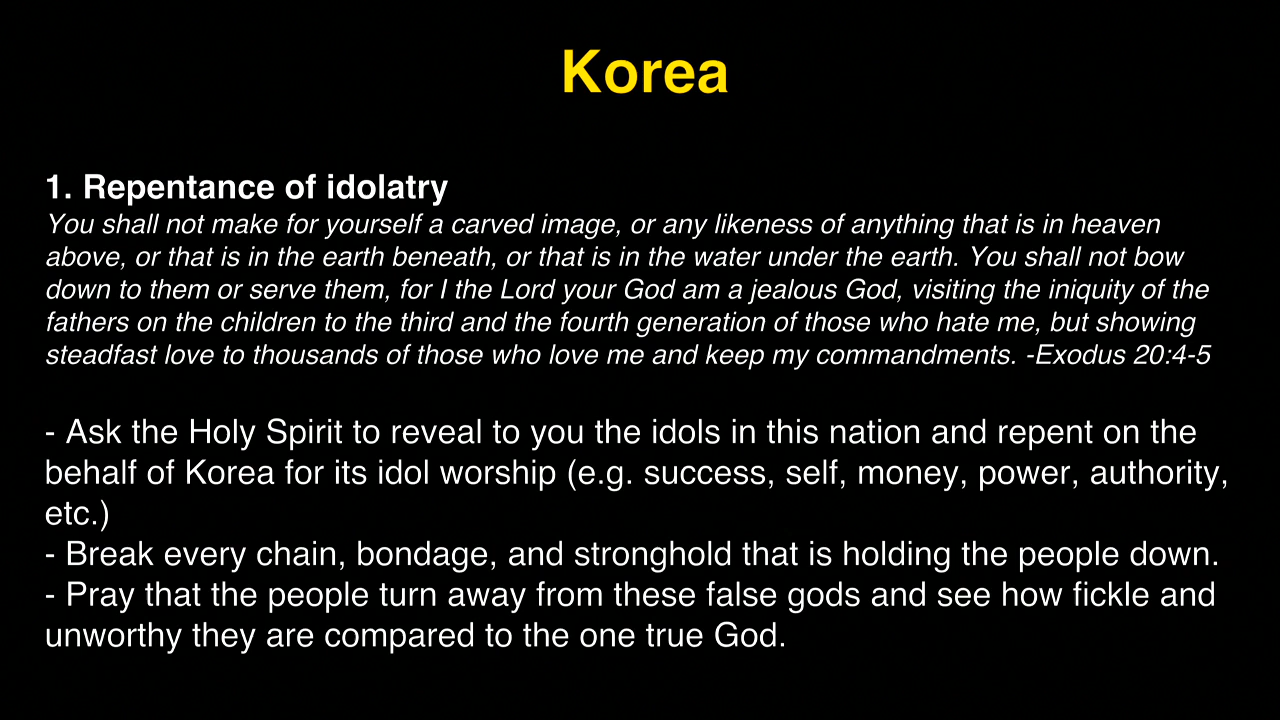 Korea
1. Repentance of idolatry
You shall not make for yourself a carved image, or any likeness of anything that is in heaven
above, or that is in the earth beneath, or that is in the water under the earth. You shall not bow
down to them or serve them, for I the Lord your God am a jealous God, visiting the iniquity of the
fathers on the children to the third and the fourth generation of those who hate me, but showing
steadfast love to thousands of those who love me and keep my commandments. -Exodus 20:4-5
- Ask the Holy Spirit to reveal to you the idols in this nation and repent on the
behalf of Korea for its idol worship (e.g. success, self, money, power, authority,
etc.)
- Break every chain, bondage, and stronghold that is holding the people down.
- Pray that the people turn away from these false gods and see how fickle and
unworthy they are compared to the one true God.